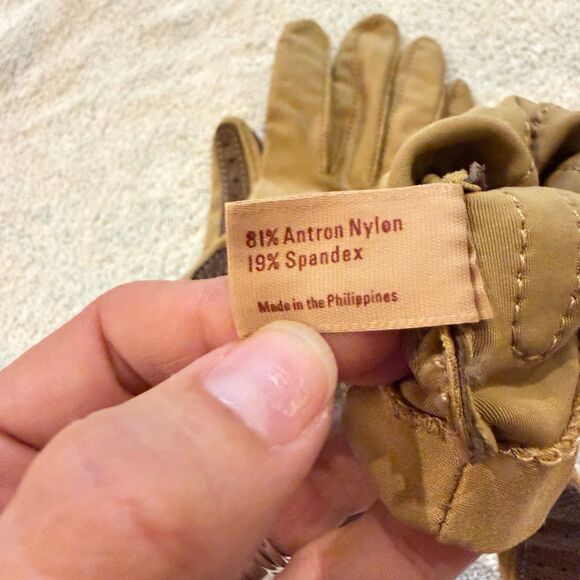 81% Antron Nylon
19% Spandex
Made in the Philippines